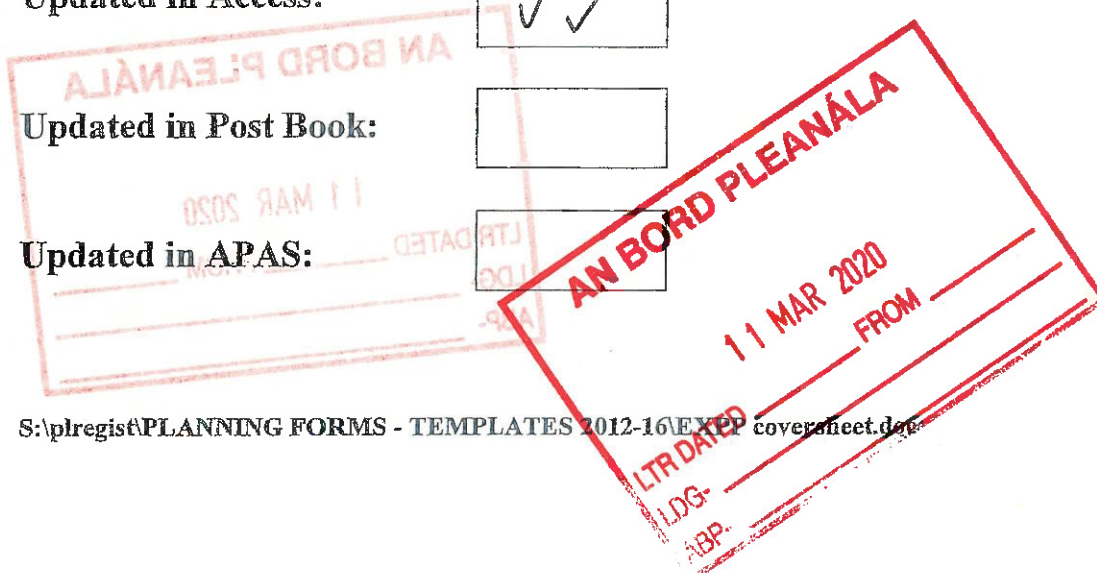 Updated in Access:
✓ ✓
Updated in Post Book:
Updated in APAS:
AN BORD PLEANÁLA
11 MAR 2020
LTR DATED FROM
LDG-
ABP-
AN BORD PLEANÁLA
11 MAR 2020
LTR DATED FROM
LDG-
ABP-
S:\plregist\PLANNING FORMS - TEMPLATES 2012-16\EXPP coversheet.doc